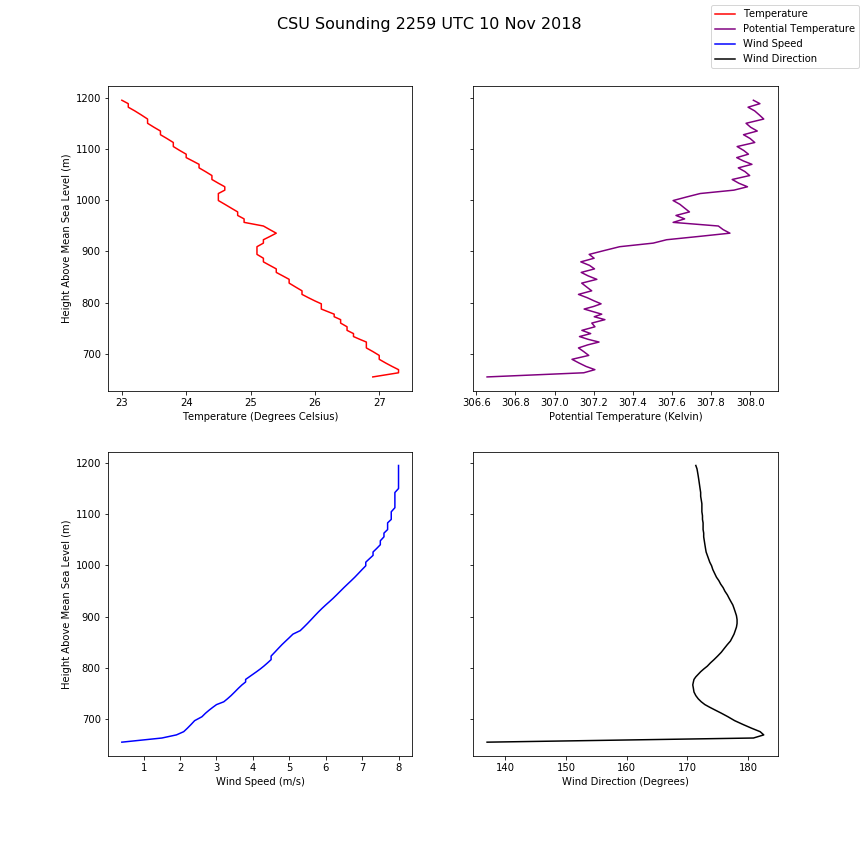 CSU Sounding 2259 UTC 10 Nov 2018
Temperature
Potential Temperature
Wind Speed
Wind Direction
1200
1100
1000
900
800
700
Height Above Mean Sea Level (m)
23 24 25 26 27
Temperature (Degrees Celsius)
306.6 306.8 307.0 307.2 307.4 307.6 307.8 308.0
Potential Temperature (Kelvin)
1200
1100
1000
900
800
700
Height Above Mean Sea Level (m)
1 2 3 4 5 6 7 8
Wind Speed (m/s)
140 150 160 170 180
Wind Direction (Degrees)